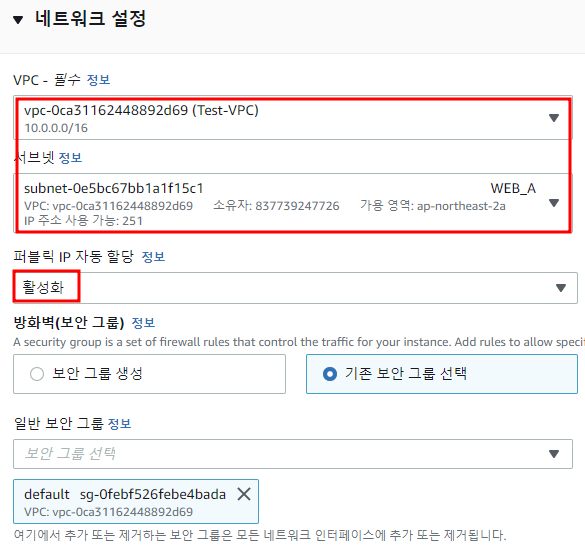 ▼ 네트워크 설정
VPC - 필수 정보
vpc-0ca31162448892d69 (Test-VPC)
10.0.0.0/16
서브넷 정보
subnet-0e5bc67bb1a1f15c1 WEB_A
VPC: vpc-0ca31162448892d69 소유자: 837739247726 가용 영역: ap-northeast-2a
IP 주소 사용 가능: 251
퍼블릭 IP 자동 할당 정보
활성화
방화벽(보안 그룹) 정보
A security group is a set of firewall rules that control the traffic for your instance. Add rules to allow speci
보안 그룹 생성 기존 보안 그룹 선택
일반 보안 그룹 정보
보안 그룹 선택
default sg-0febf526febe4bada
VPC: vpc-0ca31162448892d69
여기에서 추가 또는 제거하는 보안 그룹은 모든 네트워크 인터페이스에 추가 또는 제거됩니다.